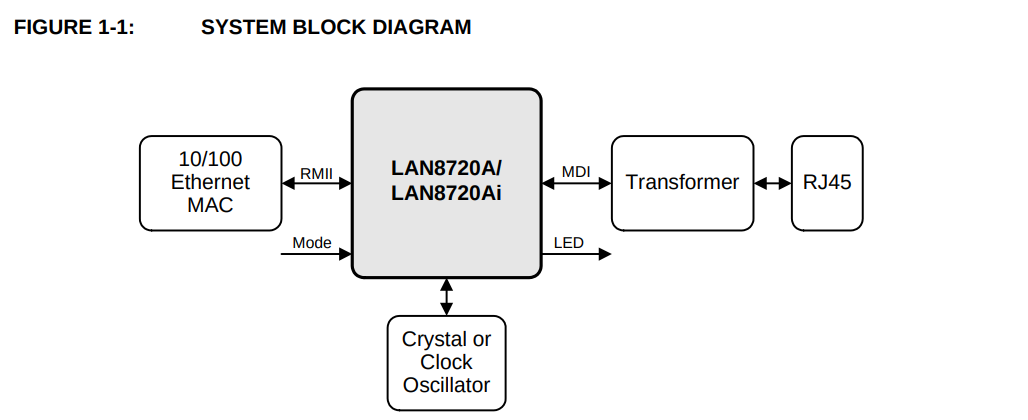 FIGURE 1-1: SYSTEM BLOCK DIAGRAM
10/100
Ethernet
MAC
RMII
LAN8720A/
LAN8720Ai
MDI
Transformer
RJ45
Mode
LED
Crystal or
Clock
Oscillator